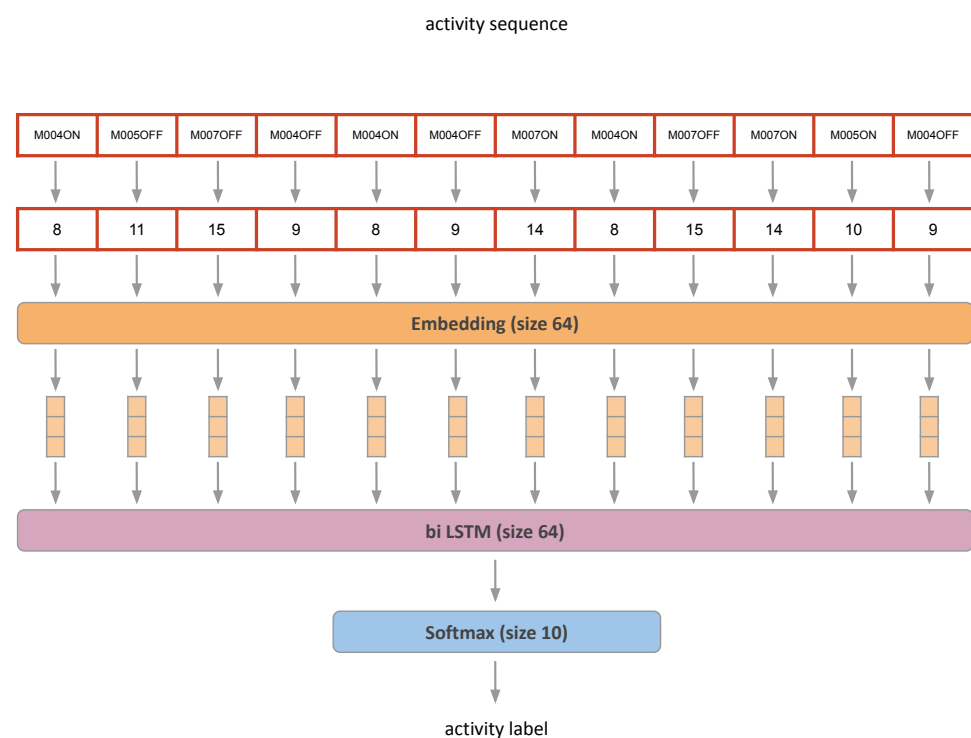 activity sequence
M004ON M005OFF M007OFF M004OFF M004ON M004OFF M007ON M004ON M007OFF M007ON M005ON M004OFF
8 11 15 9 8 9 14 8 15 14 10 9
Embedding (size 64)
bi LSTM (size 64)
Softmax (size 10)
activity label